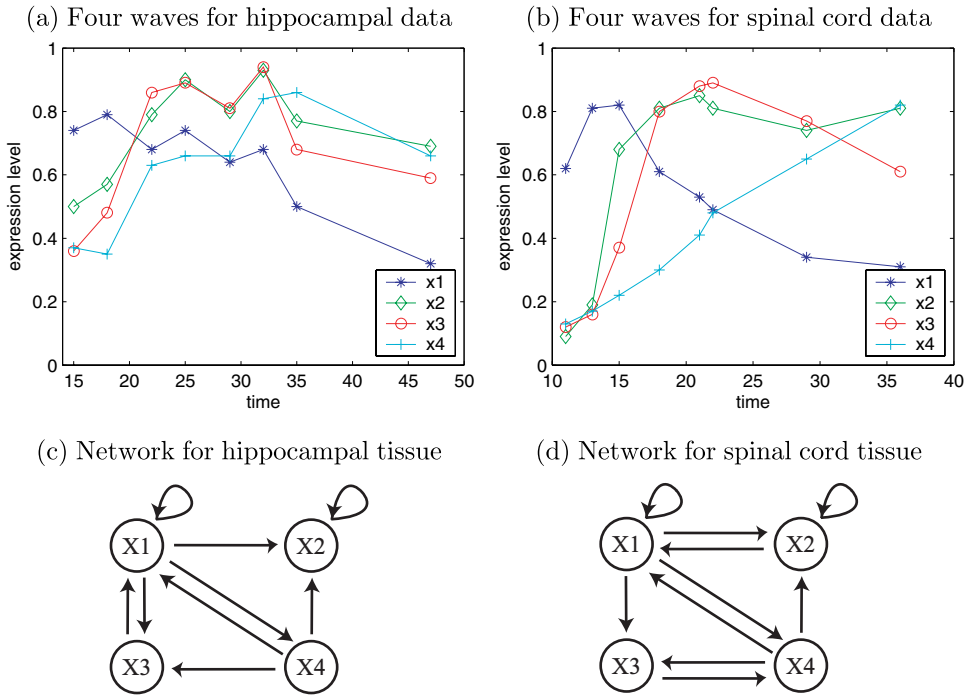 (a) Four waves for hippocampal data
1
0.8
0.6
0.4
0.2
0
expression level
15 20 25 30 35 40 45 50
time
x1
x2
x3
x4
(b) Four waves for spinal cord data
1
0.8
0.6
0.4
0.2
0
expression level
10 15 20 25 30 35 40
time
x1
x2
x3
x4
(c) Network for hippocampal tissue
X1 X2
X3 X4
(d) Network for spinal cord tissue
X1 X2
X3 X4